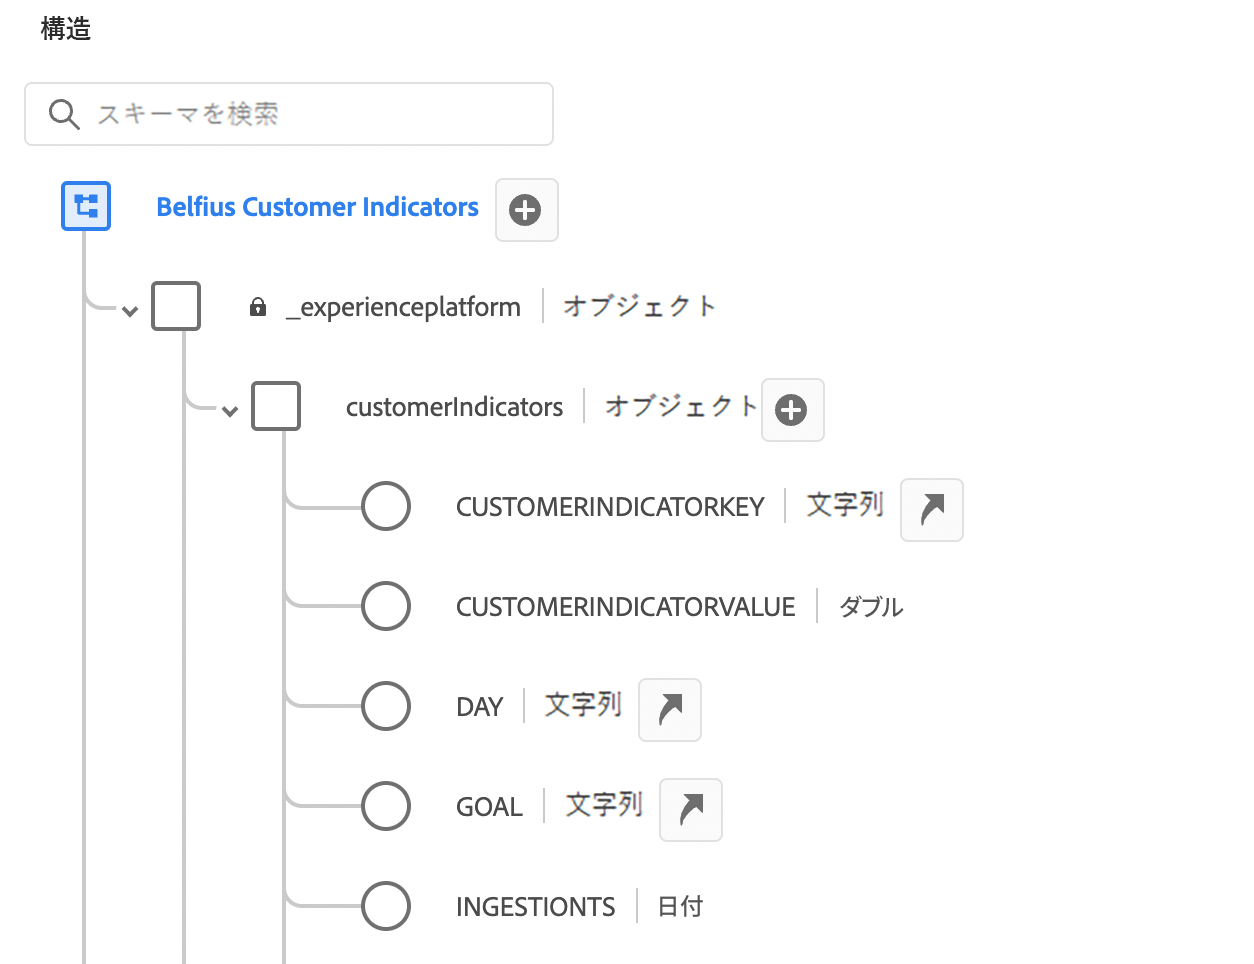 構造
スキーマを検索
Belfius Customer Indicators
_experienceplatform オブジェクト
customerIndicators オブジェクト
CUSTOMERINDICATORKEY 文字列
CUSTOMERINDICATORVALUE ダブル
DAY 文字列
GOAL 文字列
INGESTIONTS 日付